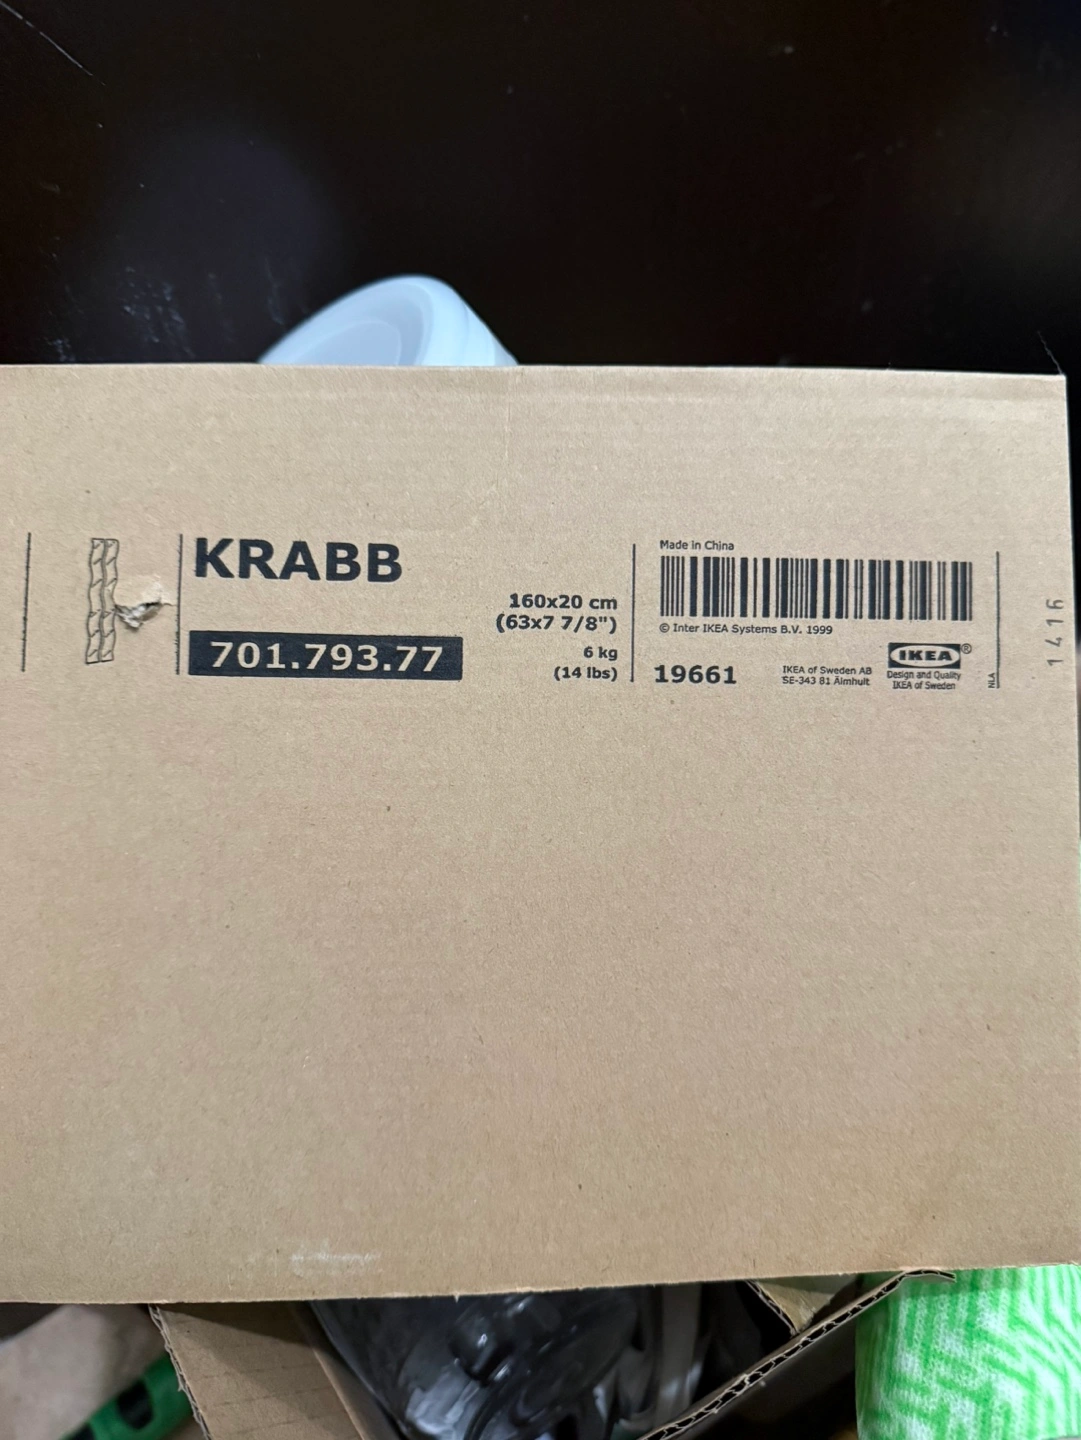 KRABB
701.793.77
160x20 cm
(63x7 7/8")
6 kg
(14 lbs)
Made in China
© Inter IKEA Systems B.V. 1999
19661
IKEA of Sweden AB
SE-343 81 Älmhult
IKEA®
Design and Quality
IKEA of Sweden
NLA
1416